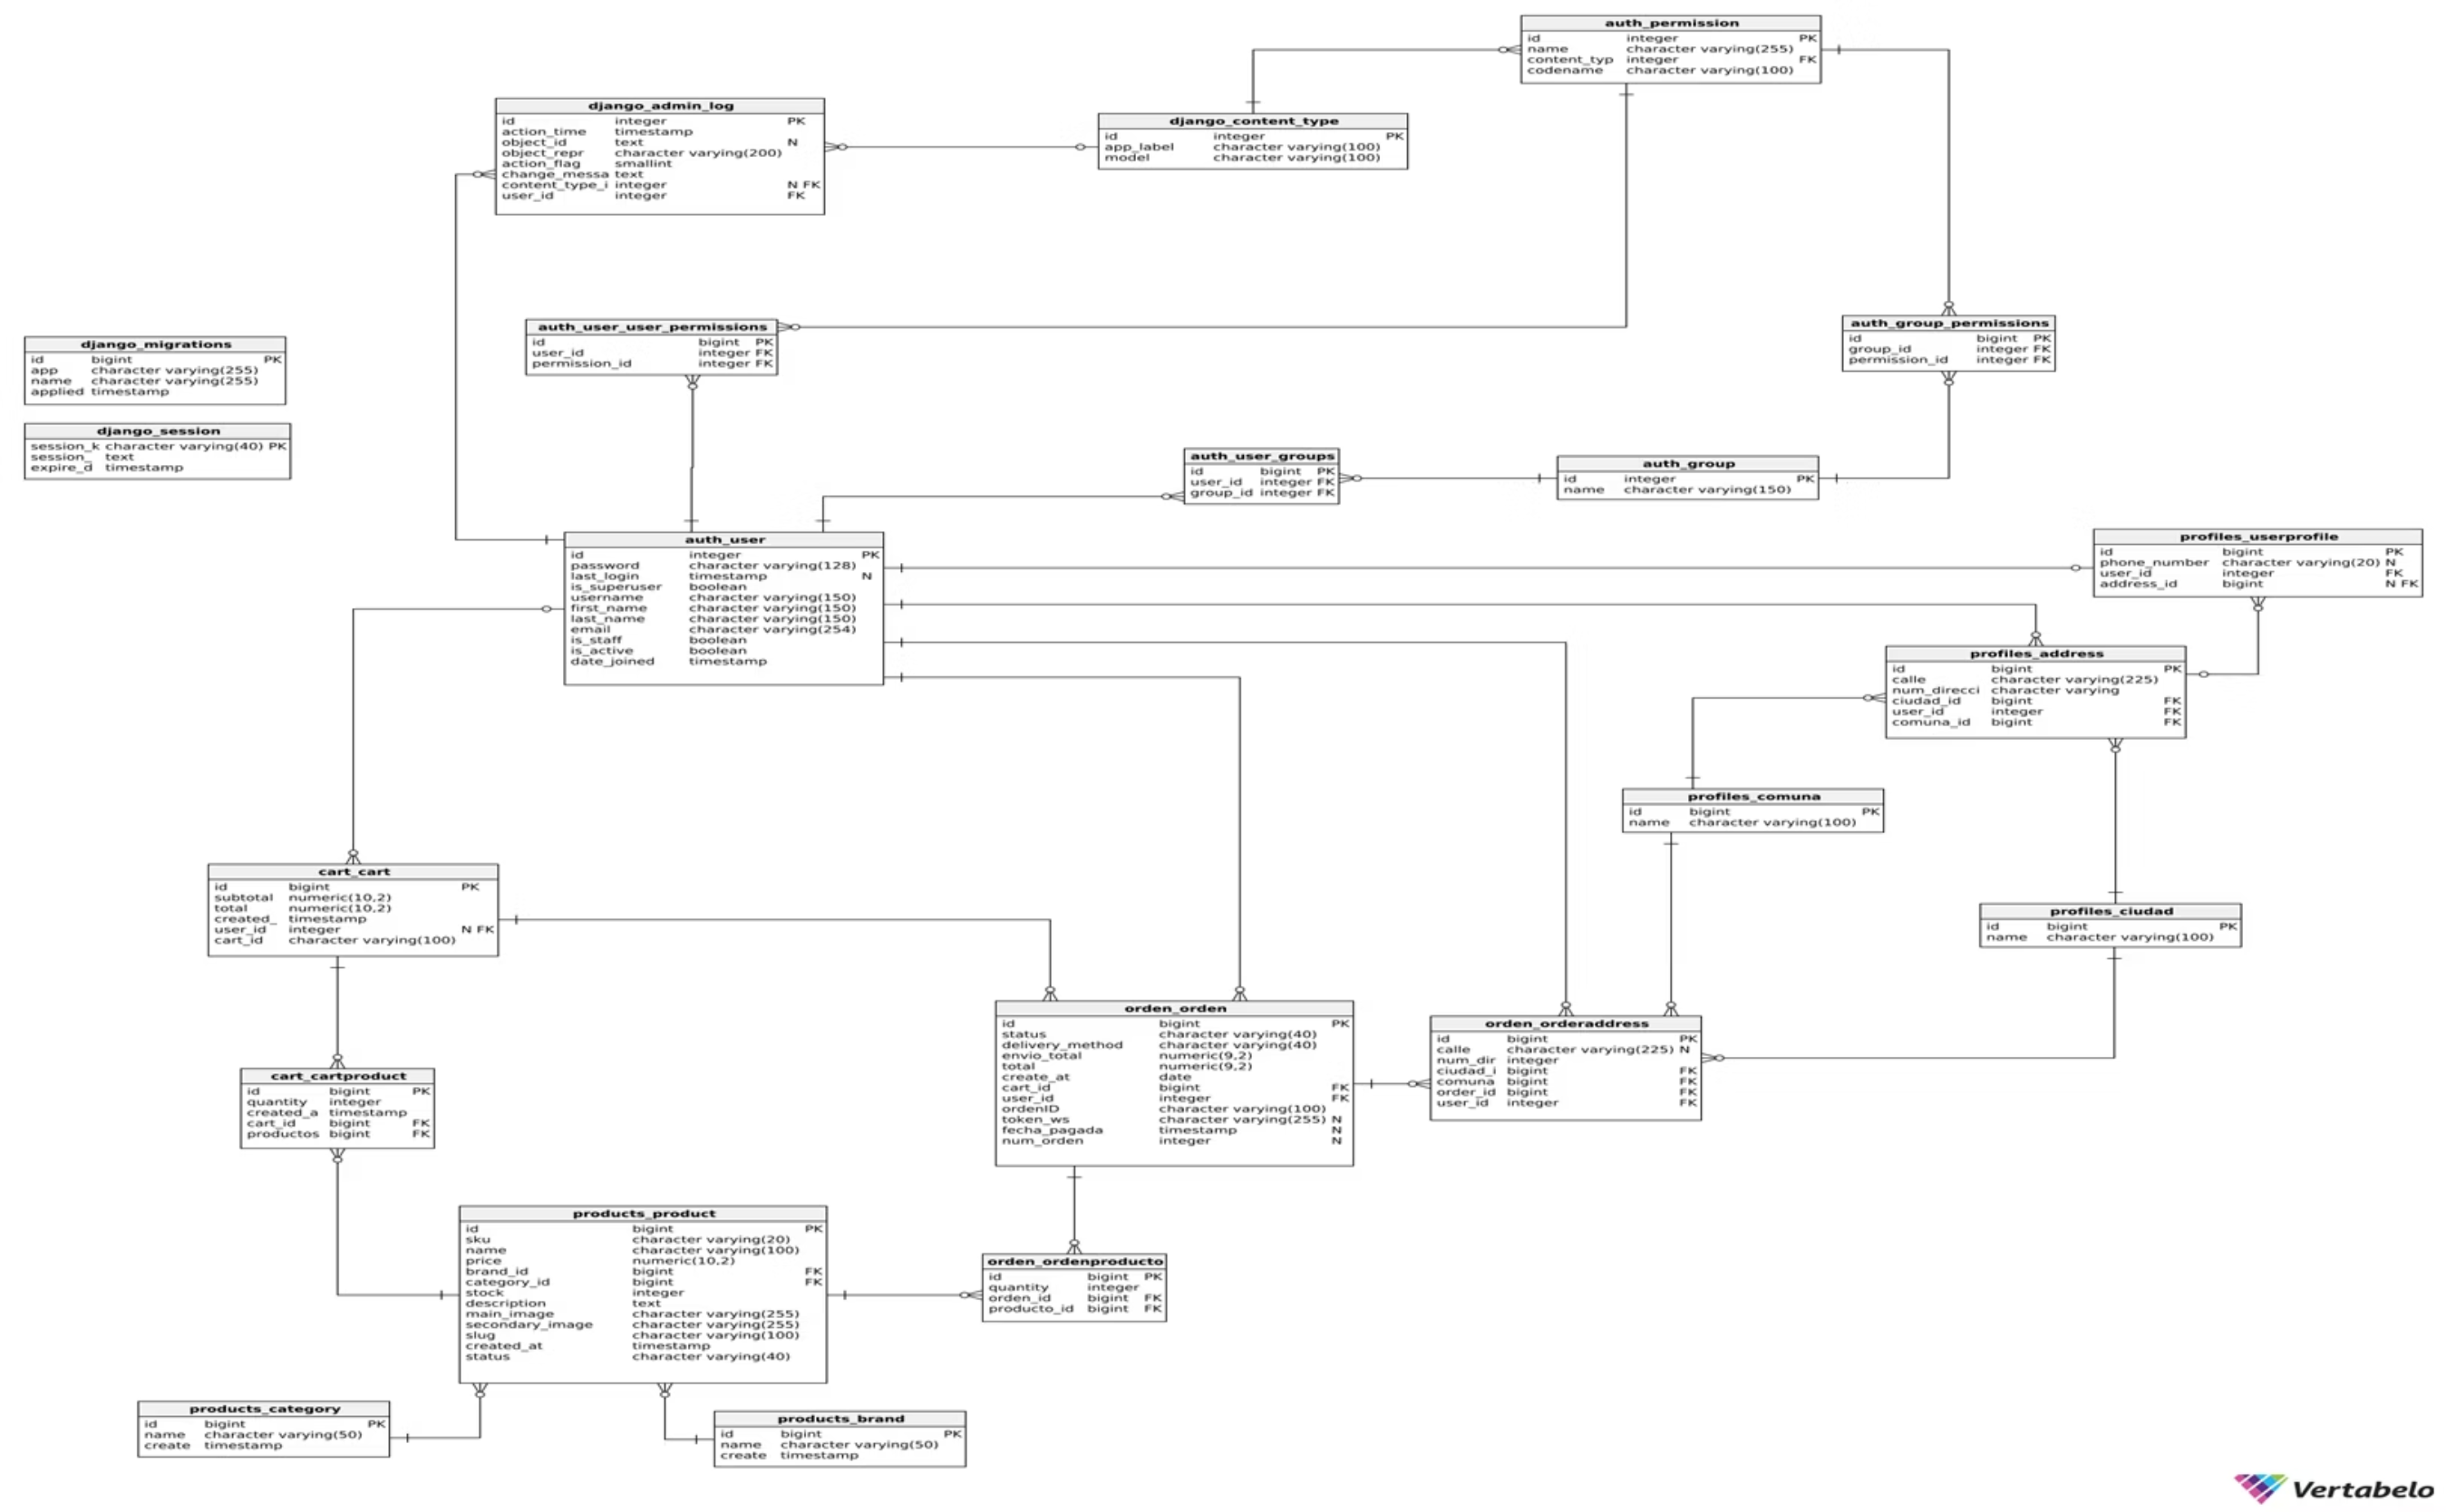 auth_permission
id integer PK
name character varying(255)
content_typ integer FK
codename character varying(100)
django_admin_log
id integer PK
action_time timestamp
object_id text N
object_repr character varying(200)
action_flag smallint
change_messa text
content_type_i integer N FK
user_id integer FK
django_content_type
id integer PK
app_label character varying(100)
model character varying(100)
auth_user_user_permissions
id bigint PK
user_id integer FK
permission_id integer FK
auth_group_permissions
id bigint PK
group_id integer FK
permission_id integer FK
django_migrations
id bigint PK
app character varying(255)
name character varying(255)
applied timestamp
django_session
session_k character varying(40) PK
session_ text
expire_d timestamp
auth_user_groups
id bigint PK
user_id integer FK
group_id integer FK
auth_group
id integer PK
name character varying(150)
auth_user
id integer PK
password character varying(128)
last_login timestamp N
is_superuser boolean
username character varying(150)
first_name character varying(150)
last_name character varying(150)
email character varying(254)
is_staff boolean
is_active boolean
date_joined timestamp
profiles_userprofile
id bigint PK
phone_number character varying(20) N
user_id integer FK
address_id bigint N FK
profiles_address
id bigint PK
calle character varying(225)
num_direcci character varying
ciudad_id bigint FK
user_id integer FK
comuna_id bigint FK
profiles_comuna
id bigint PK
name character varying(100)
cart_cart
id bigint PK
subtotal numeric(10,2)
total numeric(10,2)
created_ timestamp
user_id integer N FK
cart_id character varying(100)
profiles_ciudad
id bigint PK
name character varying(100)
orden_orden
id bigint PK
status character varying(40)
delivery_method character varying(40)
envio_total numeric(9,2)
total numeric(9,2)
create_at date
cart_id bigint FK
user_id integer FK
ordenID character varying(100)
token_ws character varying(255) N
fecha_pagada timestamp N
num_orden integer N
orden_orderaddress
id bigint PK
calle character varying(225) N
num_dir integer
ciudad_i bigint FK
comuna bigint FK
order_id bigint FK
user_id integer FK
cart_cartproduct
id bigint PK
quantity integer
created_a timestamp
cart_id bigint FK
productos bigint FK
products_product
id bigint PK
sku character varying(20)
name character varying(100)
price numeric(10,2)
brand_id bigint FK
category_id bigint FK
stock integer
description text
main_image character varying(255)
secondary_image character varying(255)
slug character varying(100)
created_at timestamp
status character varying(40)
orden_ordenproducto
id bigint PK
quantity integer
orden_id bigint FK
producto_id bigint FK
products_category
id bigint PK
name character varying(50)
create timestamp
products_brand
id bigint PK
name character varying(50)
create timestamp
Vertabelo